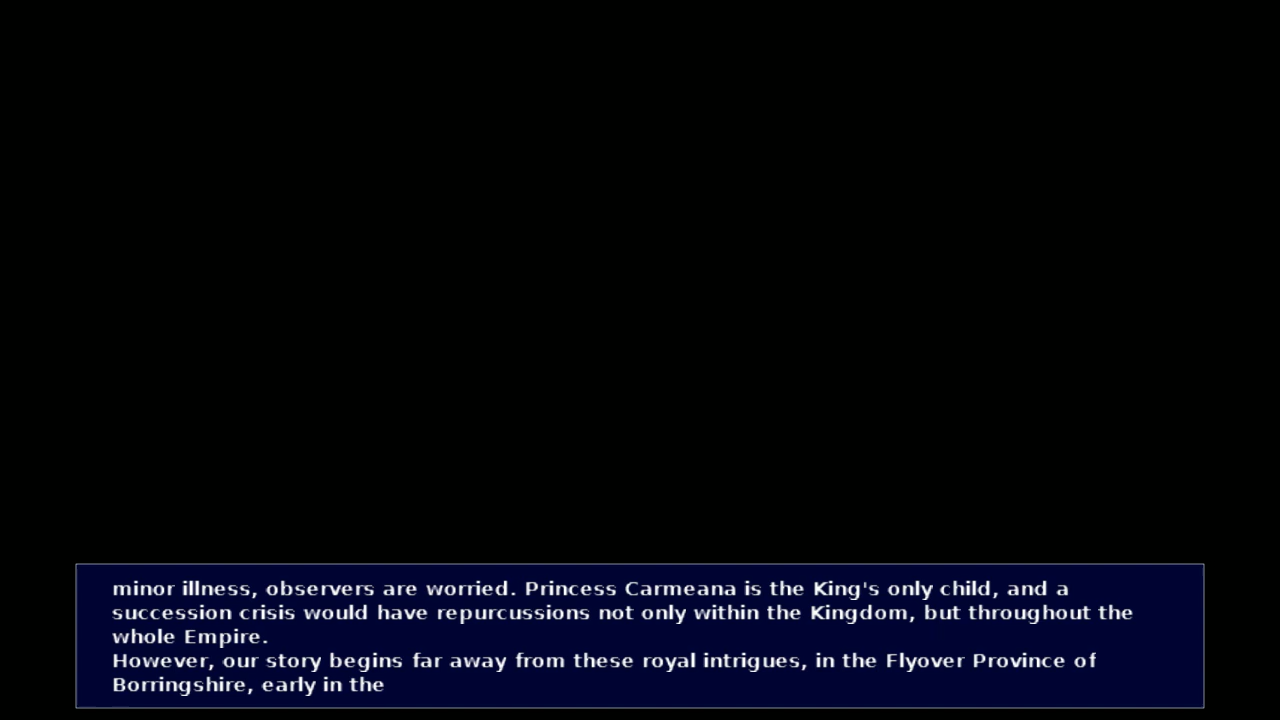 minor illness, observers are worried. Princess Carmeana is the King's only child, and a
succession crisis would have repurcussions not only within the Kingdom, but throughout the
whole Empire.
However, our story begins far away from these royal intrigues, in the Flyover Province of
Borringshire, early in the